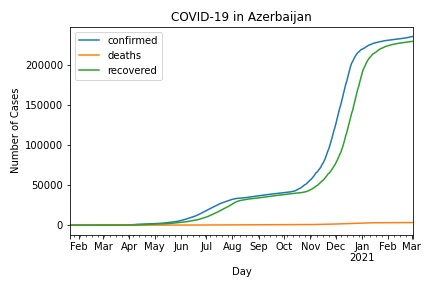 COVID-19 in Azerbaijan
confirmed
deaths
recovered
Number of Cases
200000
150000
100000
50000
0
Feb Mar Apr May Jun Jul Aug Sep Oct Nov Dec Jan Feb Mar
2021
Day